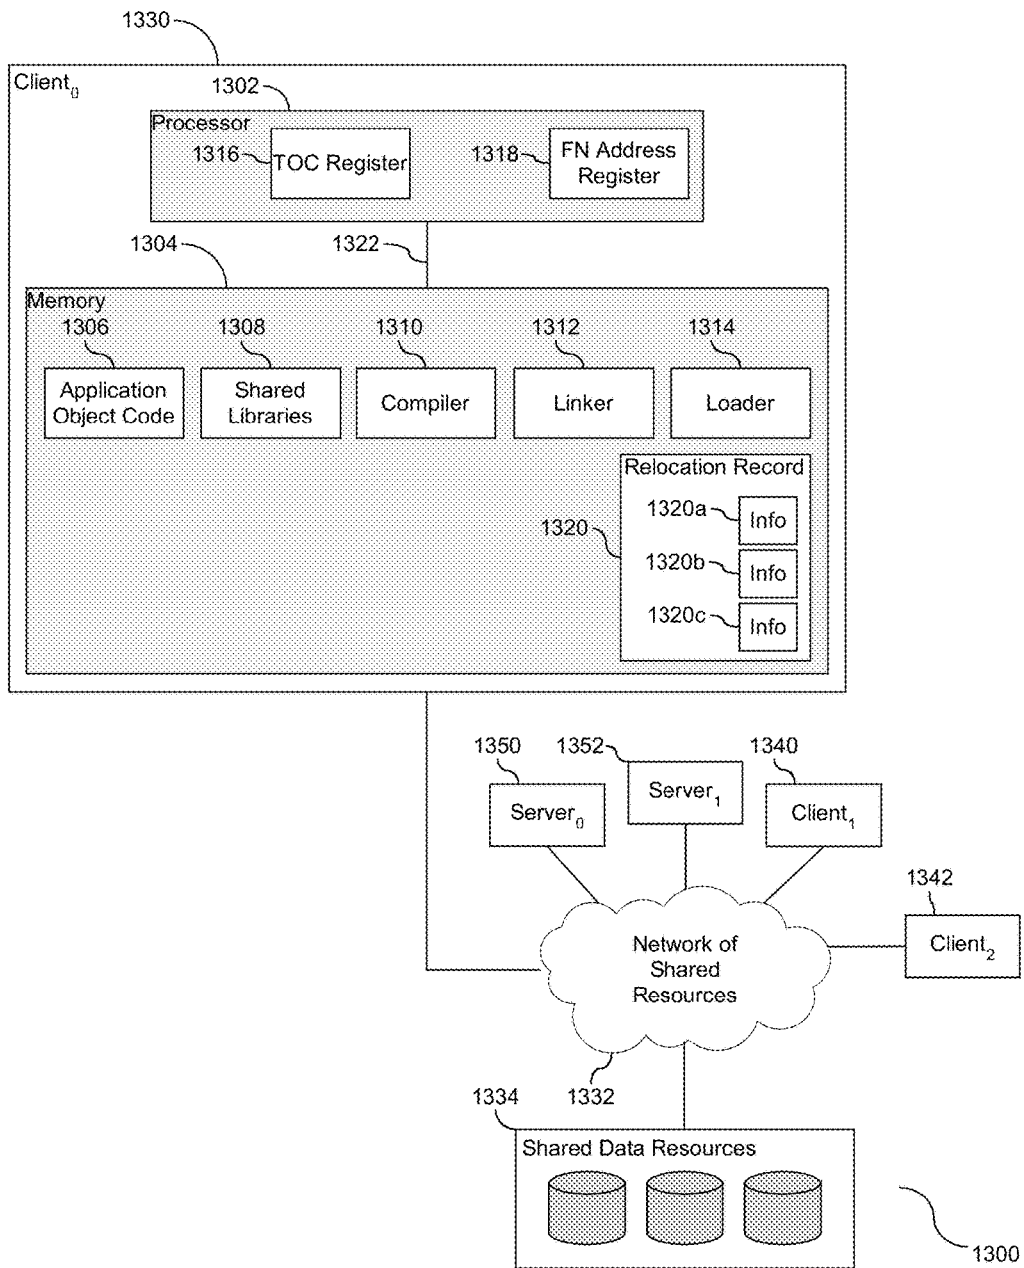 1330
Client0
1302
Processor
1316
TOC Register
1318
FN Address
Register
1304
1322
Memory
1306
1308
1310
1312
1314
Application
Object Code
Shared
Libraries
Compiler
Linker
Loader
Relocation Record
1320
1320a
Info
1320b
Info
1320c
Info
1350
1352
1340
Server0
Server1
Client1
1342
Client2
Network of
Shared
Resources
1332
1334
Shared Data Resources
1300